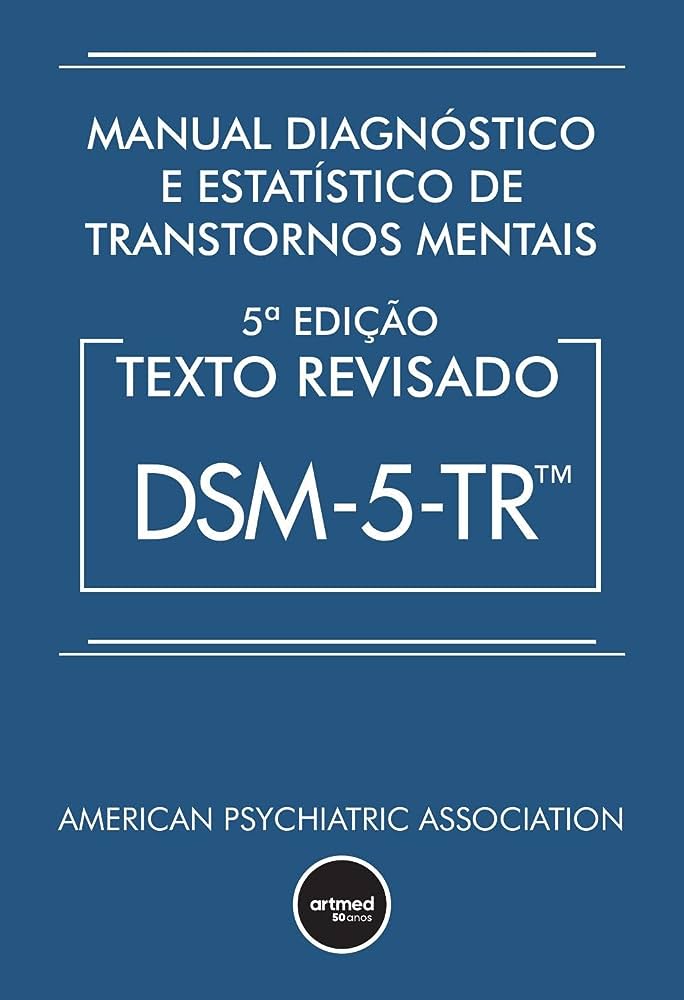 MANUAL DIAGNÓSTICO
E ESTATÍSTICO DE
TRANSTORNOS MENTAIS
5ª EDIÇÃO
TEXTO REVISADO
DSM-5-TR™
AMERICAN PSYCHIATRIC ASSOCIATION
artmed
50 anos